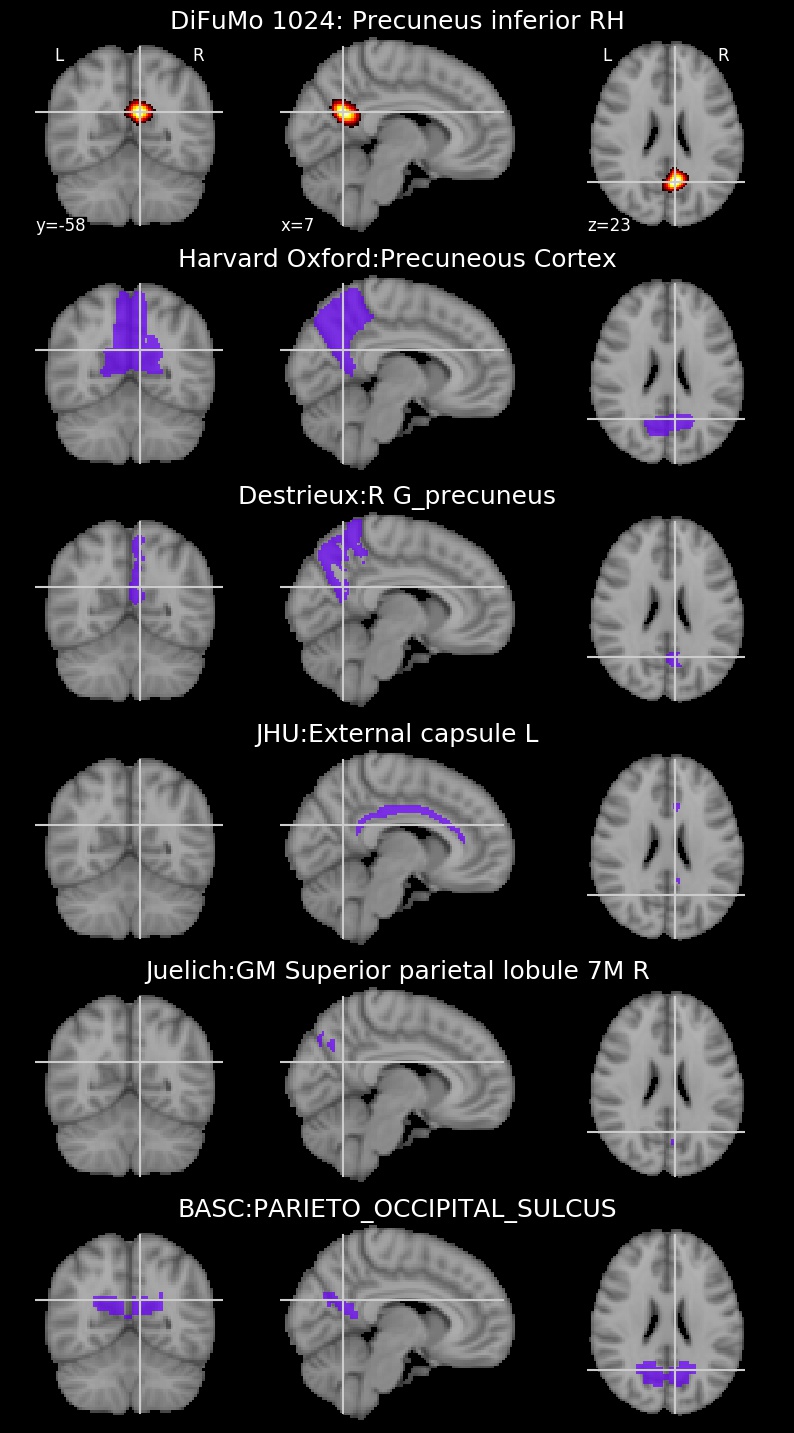 DiFuMo 1024: Precuneus inferior RH
L R L R
y=-58 x=7 z=23
Harvard Oxford:Precuneous Cortex
Destrieux:R G_precuneus
JHU:External capsule L
Juelich:GM Superior parietal lobule 7M R
BASC:PARIETO_OCCIPITAL_SULCUS